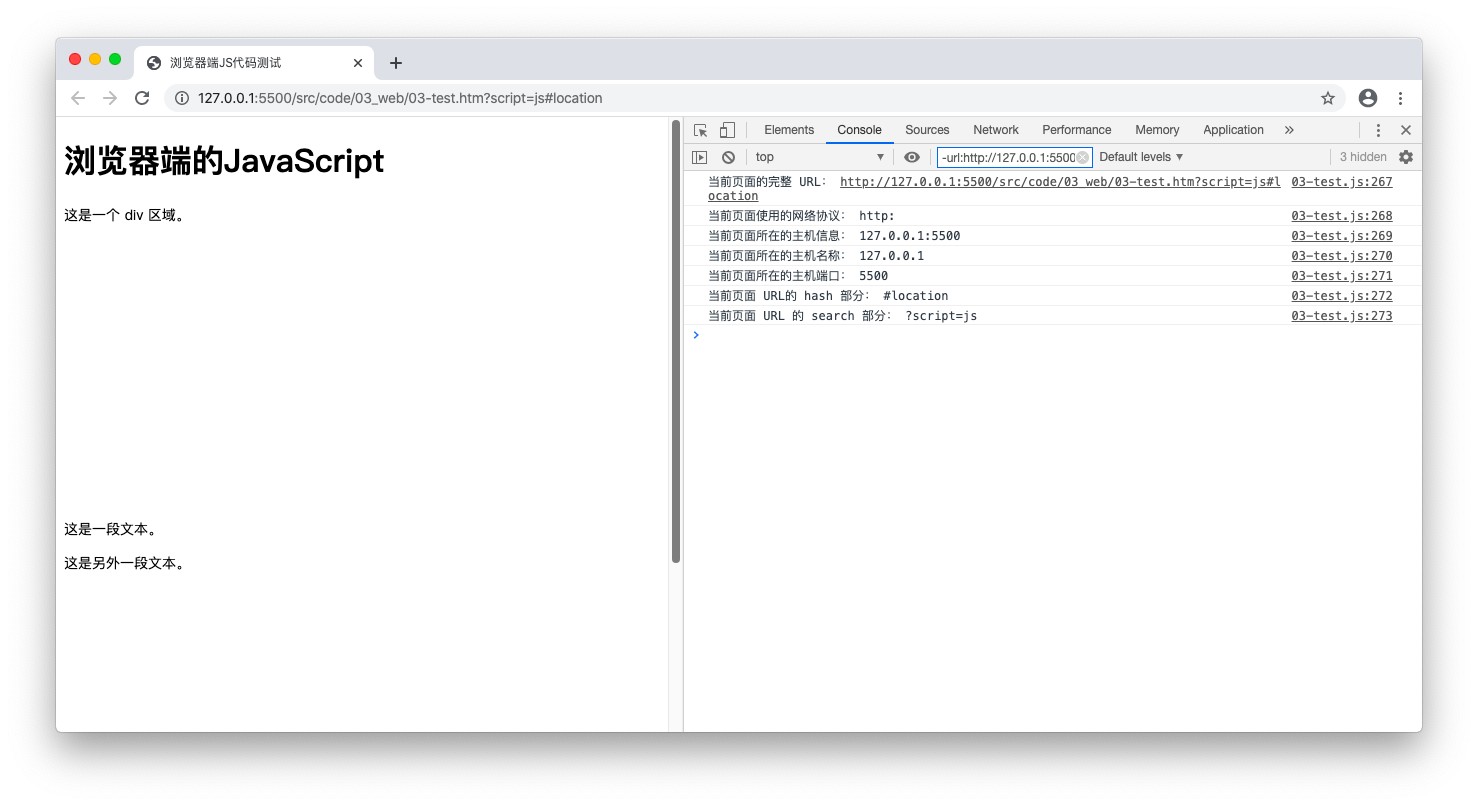 浏览器端JS代码测试
127.0.0.1:5500/src/code/03_web/03-test.htm?script=js#location
浏览器端的JavaScript
这是一个 div 区域。
这是一段文本。
这是另外一段文本。
Elements Console Sources Network Performance Memory Application »
top -url:http://127.0.0.1:5500 Default levels 3 hidden
当前页面的完整 URL： http://127.0.0.1:5500/src/code/03_web/03-test.htm?script=js#l 03-test.js:267
ocation
当前页面使用的网络协议： http: 03-test.js:268
当前页面所在的主机信息： 127.0.0.1:5500 03-test.js:269
当前页面所在的主机名称： 127.0.0.1 03-test.js:270
当前页面所在的主机端口： 5500 03-test.js:271
当前页面 URL的 hash 部分： #location 03-test.js:272
当前页面 URL 的 search 部分： ?script=js 03-test.js:273